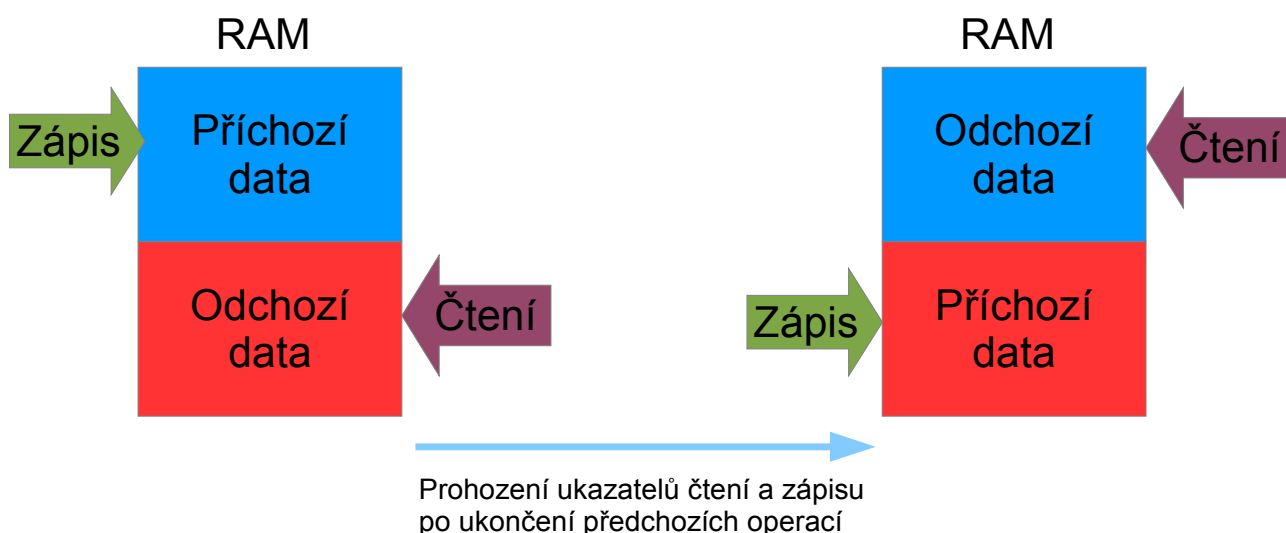 RAM
Zápis
Příchozí
data
Odchozí
data
Čtení
RAM
Odchozí
data
Čtení
Zápis
Příchozí
data
Prohození ukazatelů čtení a zápisu
po ukončení předchozích operací